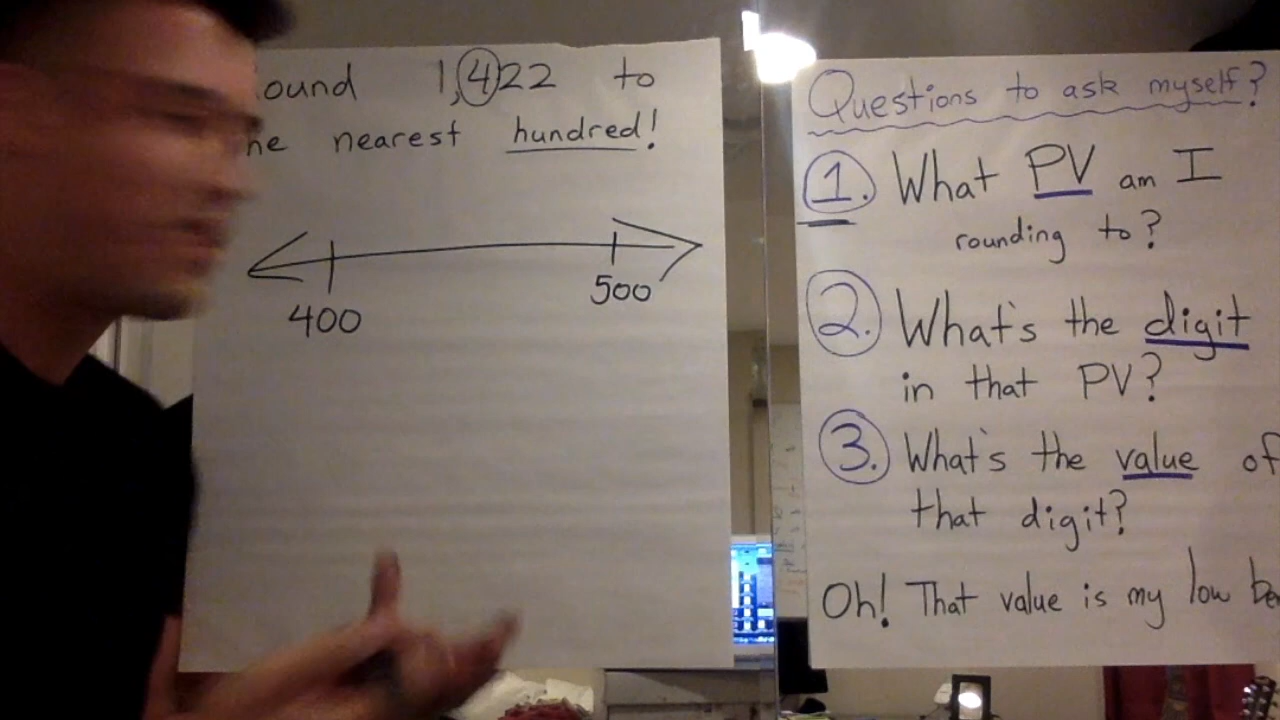 ound 1,422 to
he nearest hundred!
400
500
Questions to ask myself?
1. What PV am I
rounding to?
2. What's the digit
in that PV?
3. What's the value of
that digit?
Oh! That value is my low be